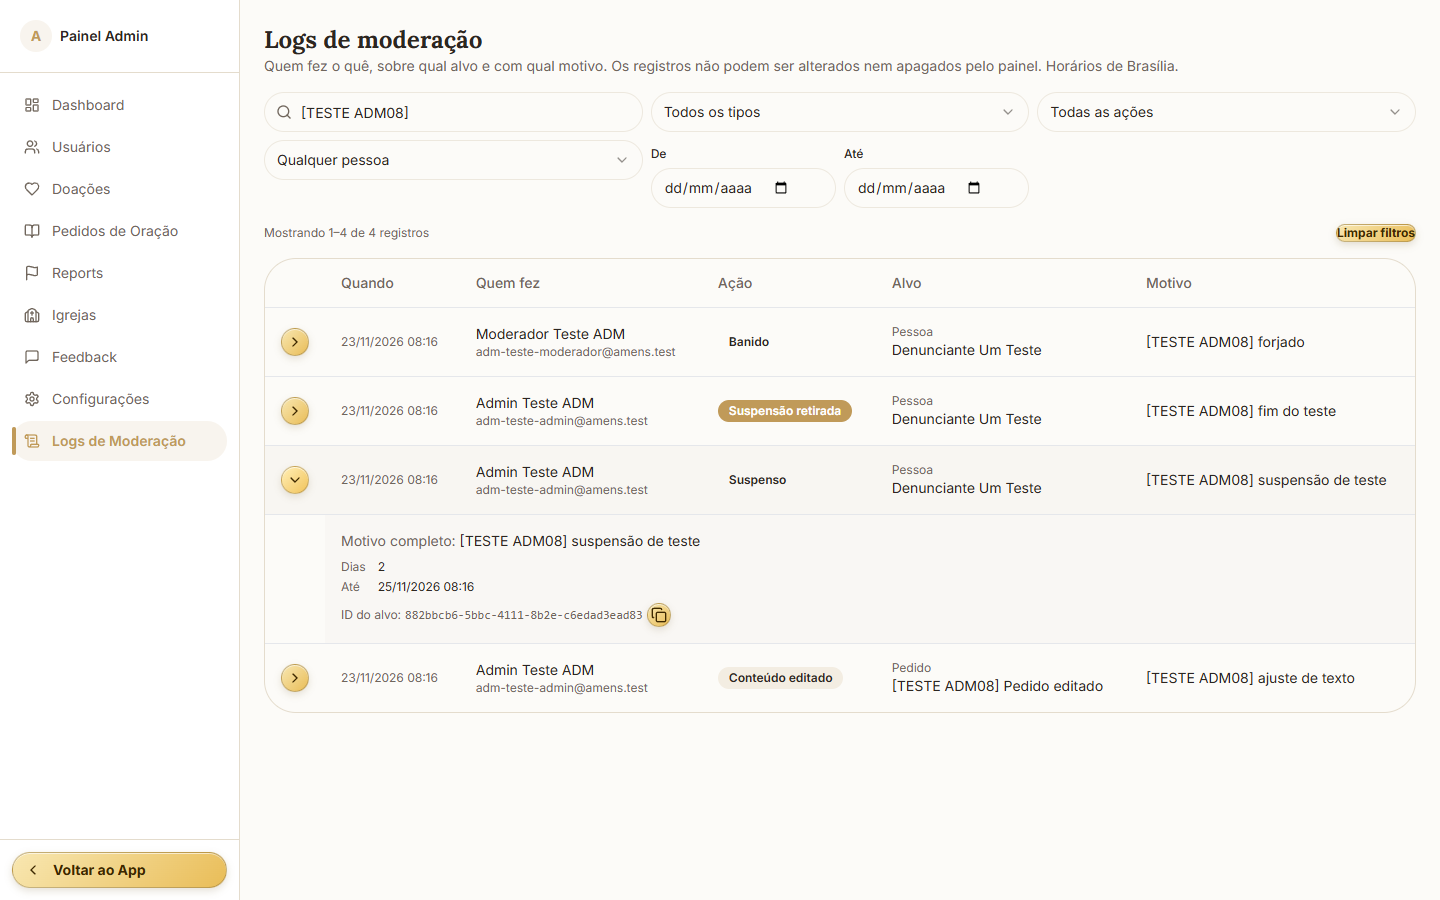 A Painel Admin
Dashboard
Usuários
Doações
Pedidos de Oração
Reports
Igrejas
Feedback
Configurações
Logs de Moderação
Voltar ao App
Logs de moderação
Quem fez o quê, sobre qual alvo e com qual motivo. Os registros não podem ser alterados nem apagados pelo painel. Horários de Brasília.
[TESTE ADM08] Todos os tipos Todas as ações
Qualquer pessoa
De Até
dd/mm/aaaa dd/mm/aaaa
Mostrando 1–4 de 4 registros Limpar filtros
Quando Quem fez Ação Alvo Motivo
23/11/2026 08:16 Moderador Teste ADM Banido Pessoa [TESTE ADM08] forjado
adm-teste-moderador@amens.test Denunciante Um Teste
23/11/2026 08:16 Admin Teste ADM Suspensão retirada Pessoa [TESTE ADM08] fim do teste
adm-teste-admin@amens.test Denunciante Um Teste
23/11/2026 08:16 Admin Teste ADM Suspenso Pessoa [TESTE ADM08] suspensão de teste
adm-teste-admin@amens.test Denunciante Um Teste
Motivo completo: [TESTE ADM08] suspensão de teste
Dias 2
Até 25/11/2026 08:16
ID do alvo: 882bbcb6-5bbc-4111-8b2e-c6edad3ead83
23/11/2026 08:16 Admin Teste ADM Conteúdo editado Pedido [TESTE ADM08] ajuste de texto
adm-teste-admin@amens.test [TESTE ADM08] Pedido editado